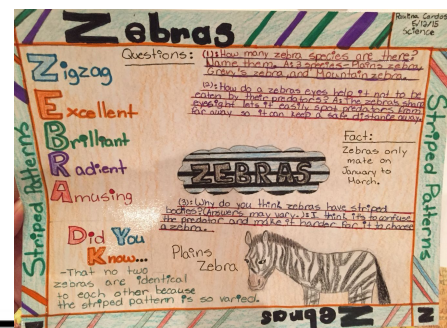 Zebras
5/12/15
Science
Questions:
(1): How many zebra species are there?
Name them. A: 3 species - Plains zebra,
Grevy's zebra, and Mountain zebra.
(2): How do a zebra's eyes help it not to be
eaten by their predators? A: The zebras sharp
eyesight lets it easily spot predators from
far away so it can keep a safe distance away.
Zigzag
Excellent
Brilliant
Radient
Amusing
Fact:
Zebras only
mate on
January to
March.
ZEBRAS
(3): Why do you think zebras have striped
bodies? (Answers may vary.): I think its to confuse
the predator and make it harder for it to choose
a zebra.
Did You
Know...
-That no two
zebras are identical
to each other because
the striped pattern is so varied.
Plains
Zebra
Striped Patterns
Striped Patterns
Zebras
Z